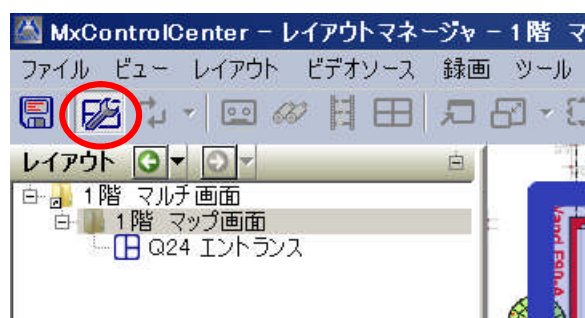 MxControlCenter - レイアウトマネージャ - 1階 マ
ファイル ビュー レイアウト ビデオソース 録画 ツール
レイアウト
1階 マルチ画面
1階 マップ画面
Q24 エントランス